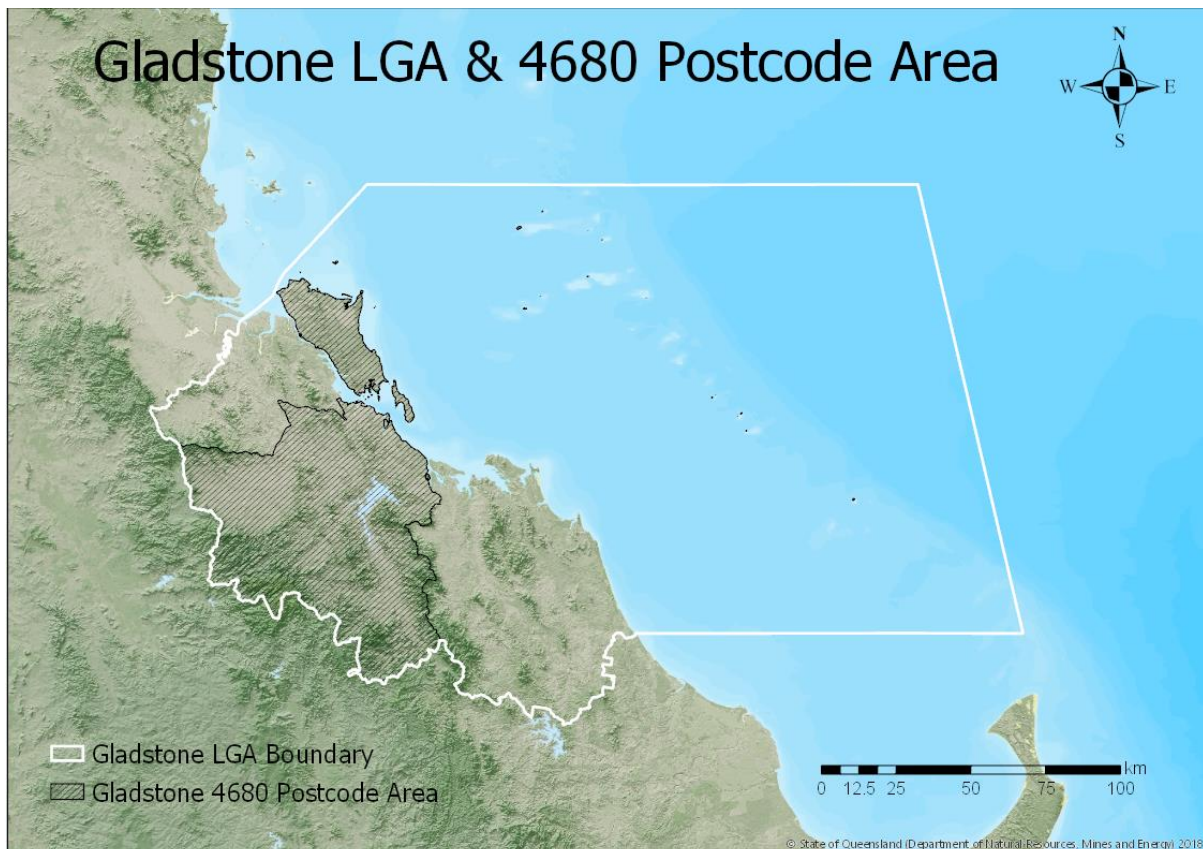 Gladstone LGA & 4680 Postcode Area
N
W E
S
Gladstone LGA Boundary
Gladstone 4680 Postcode Area
km
0 12.5 25 50 75 100
© State of Queensland (Department of Natural Resources, Mines and Energy) 2018